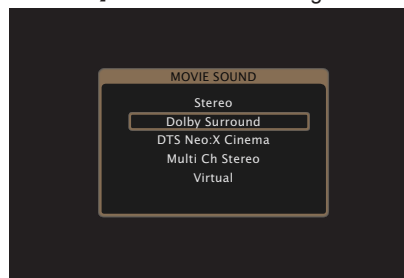 MOVIE SOUND
Stereo
Dolby Surround
DTS Neo:X Cinema
Multi Ch Stereo
Virtual